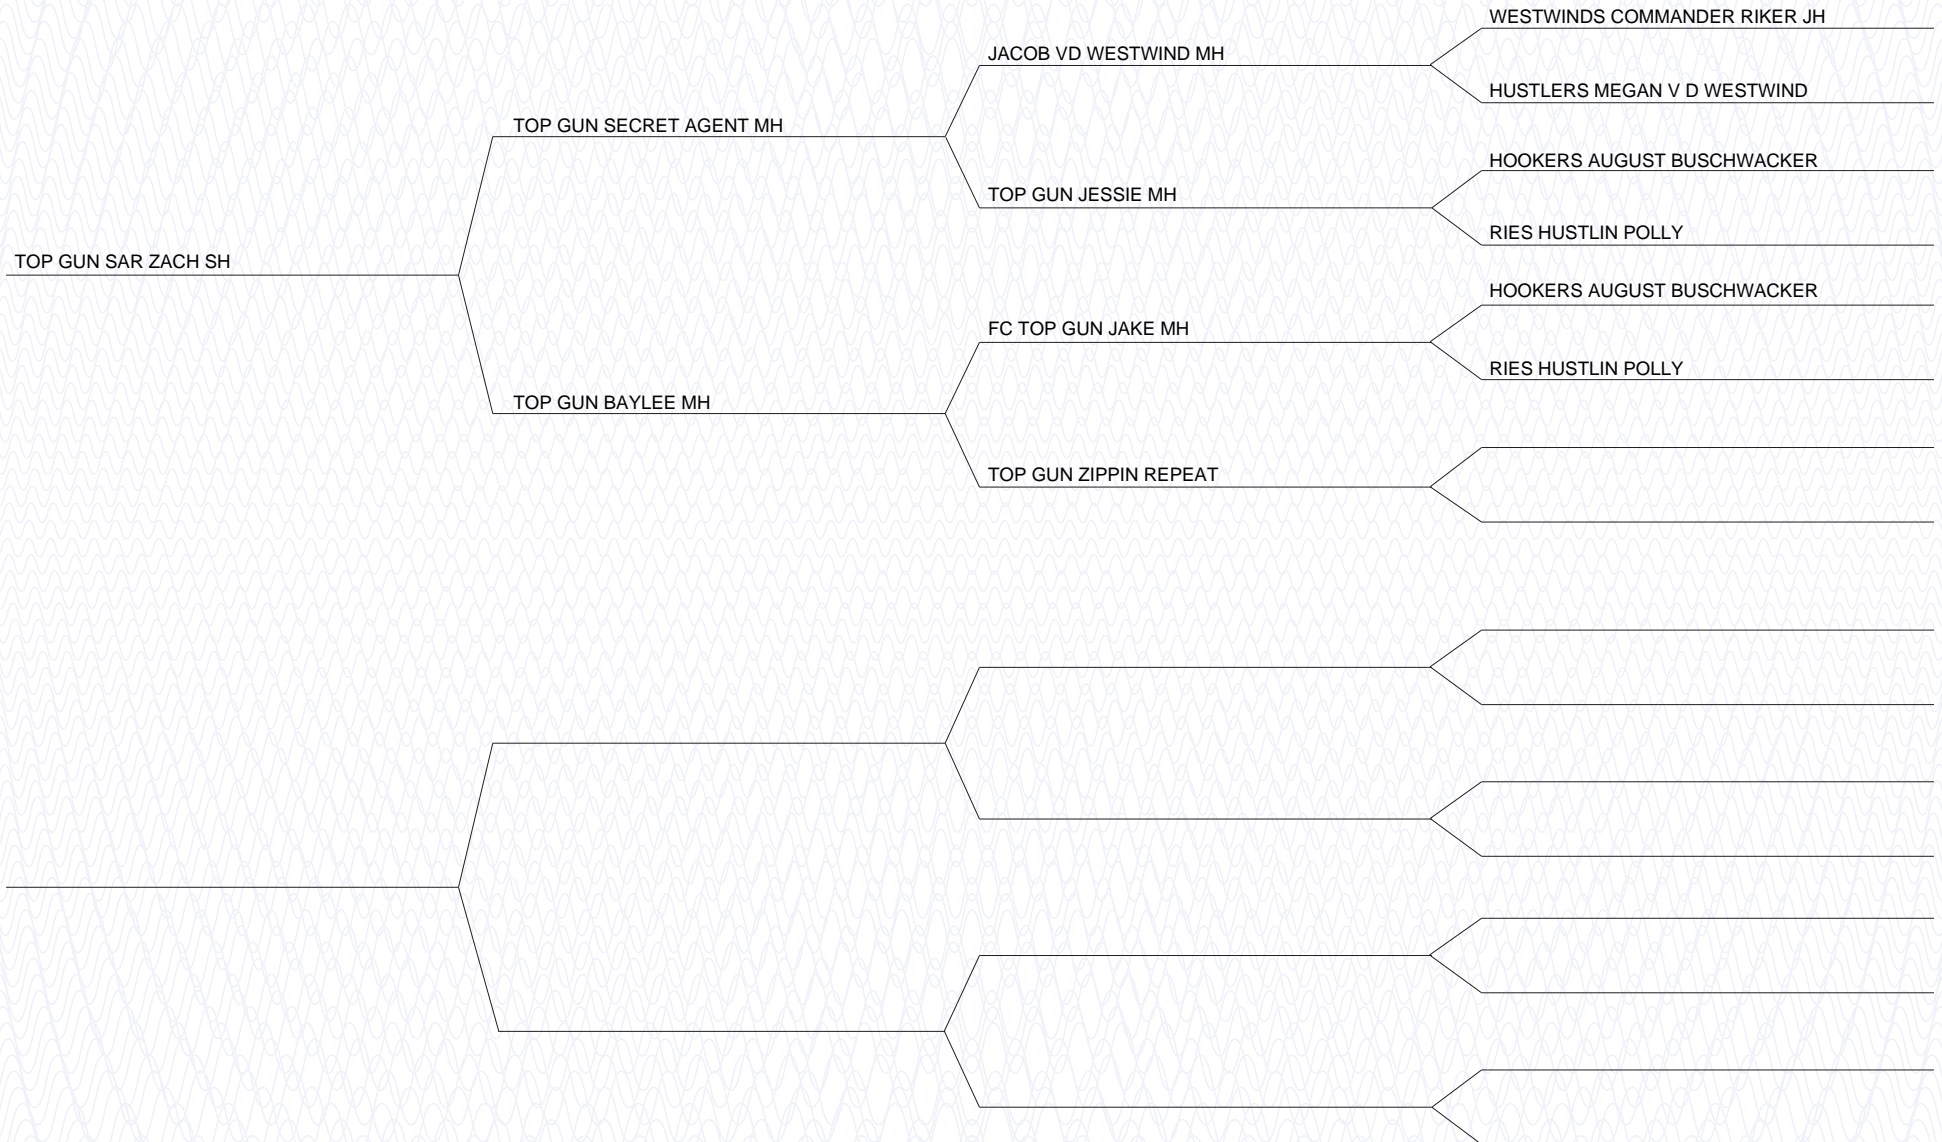 WESTWINDS COMMANDER RIKER JH
JACOB VD WESTWIND MH
HUSTLERS MEGAN V D WESTWIND
TOP GUN SECRET AGENT MH
HOOKERS AUGUST BUSCHWACKER
TOP GUN JESSIE MH
RIES HUSTLIN POLLY
TOP GUN SAR ZACH SH
HOOKERS AUGUST BUSCHWACKER
FC TOP GUN JAKE MH
RIES HUSTLIN POLLY
TOP GUN BAYLEE MH
TOP GUN ZIPPIN REPEAT